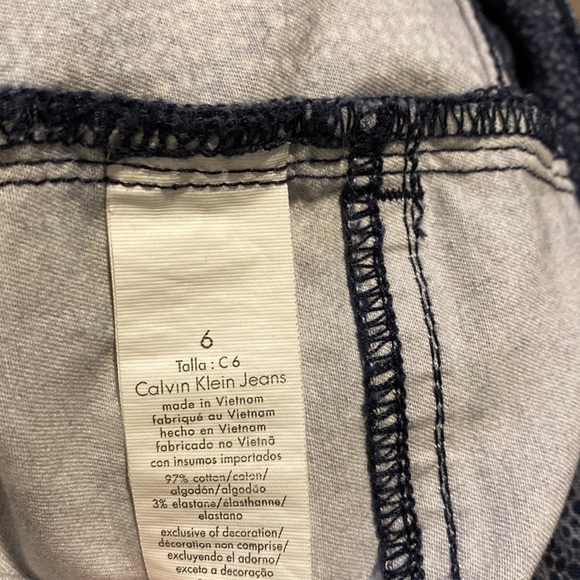 6
Talla : C 6
Calvin Klein Jeans
made in Vietnam
fabriqué au Vietnam
hecho en Vietnam
fabricado no Vietnã
con insumos importados
97% cotton/coton/
algodón/algodão
3% elastane/élasthanne/
elastano
exclusive of decoration/
décoration non comprise/
excluyendo el adorno/
exceto a decoração